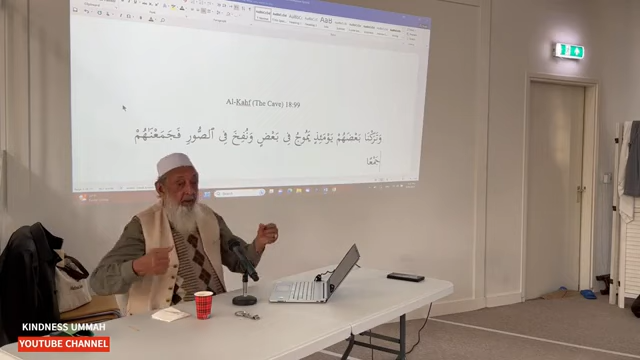 Al-Kahf (The Cave) 18:99
وَتَرَكْنَا بَعْضَهُمْ يَوْمَئِذٍ يَمُوجُ فِى بَعْضٍ وَنُفِخَ فِى ٱلصُّورِ فَجَمَعْنَـٰهُمْ
جَمْعًا
KINDNESS UMMAH
YOUTUBE CHANNEL